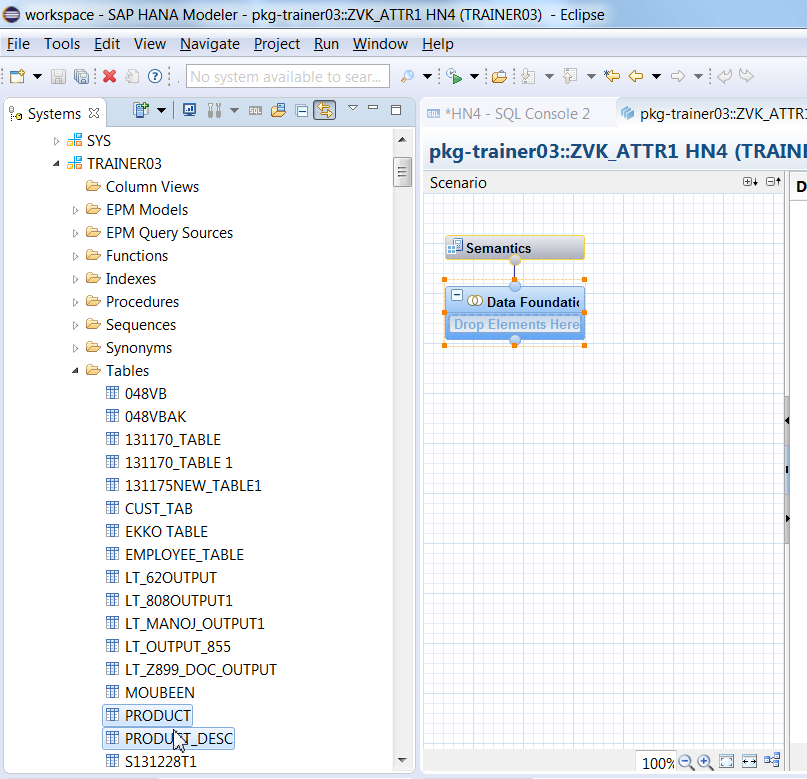 workspace - SAP HANA Modeler - pkg-trainer03::ZVK_ATTR1 HN4 (TRAINER03) - Eclipse
File Tools Edit View Navigate Project Run Window Help
No system available to sear...
Systems
*HN4 - SQL Console 2
pkg-trainer03::ZVK_ATTR1
SYS
TRAINER03
Column Views
EPM Models
EPM Query Sources
Functions
Indexes
Procedures
Sequences
Synonyms
Tables
048VB
048VBAK
131170_TABLE
131170_TABLE 1
131175NEW_TABLE1
CUST_TAB
EKKO TABLE
EMPLOYEE_TABLE
LT_62OUTPUT
LT_808OUTPUT1
LT_MANOJ_OUTPUT1
LT_OUTPUT_855
LT_Z899_DOC_OUTPUT
MOUBEEN
PRODUCT
PRODUCT_DESC
S131228T1
pkg-trainer03::ZVK_ATTR1 HN4 (TRAIN
Scenario
D
Semantics
Data Foundatic
Drop Elements Here
100%